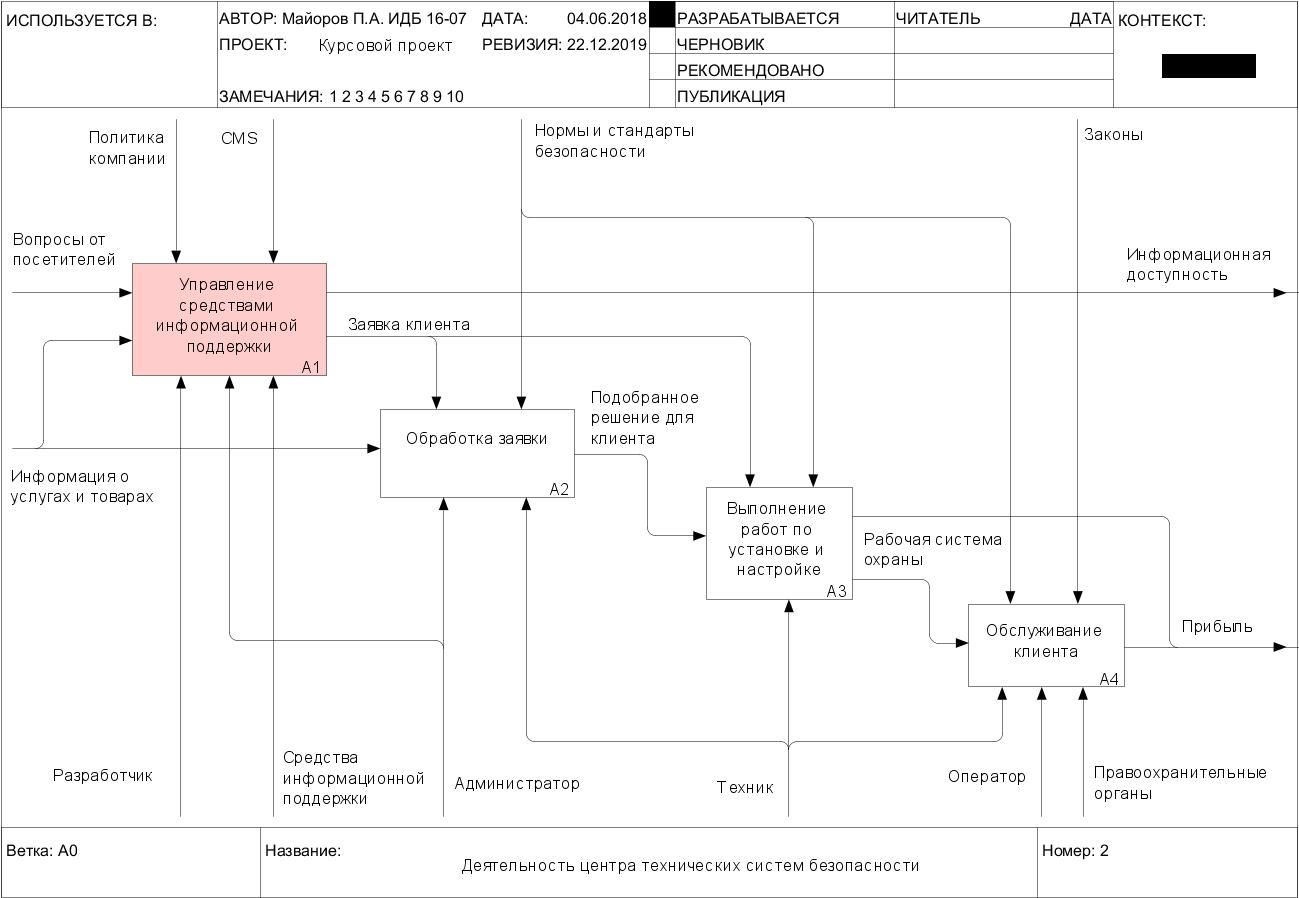 ИСПОЛЬЗУЕТСЯ В:
АВТОР: Майоров П.А. ИДБ 16-07
ДАТА: 04.06.2018
ПРОЕКТ: Курсовой проект
РЕВИЗИЯ: 22.12.2019
ЗАМЕЧАНИЯ: 1 2 3 4 5 6 7 8 9 10
РАЗРАБАТЫВАЕТСЯ
ЧЕРНОВИК
РЕКОМЕНДОВАНО
ПУБЛИКАЦИЯ
ЧИТАТЕЛЬ
ДАТА
КОНТЕКСТ:
Политика
компании
CMS
Нормы и стандарты
безопасности
Законы
Вопросы от
посетителей
Информационная
доступность
Управление
средствами
информационной
поддержки
A1
Заявка клиента
Подобранное
решение для
клиента
Обработка заявки
A2
Информация о
услугах и товарах
Выполнение
работ по
установке и
настройке
A3
Рабочая система
охраны
Обслуживание
клиента
A4
Прибыль
Разработчик
Средства
информационной
поддержки
Администратор
Техник
Оператор
Правоохранительные
органы
Ветка: A0
Название:
Деятельность центра технических систем безопасности
Номер: 2